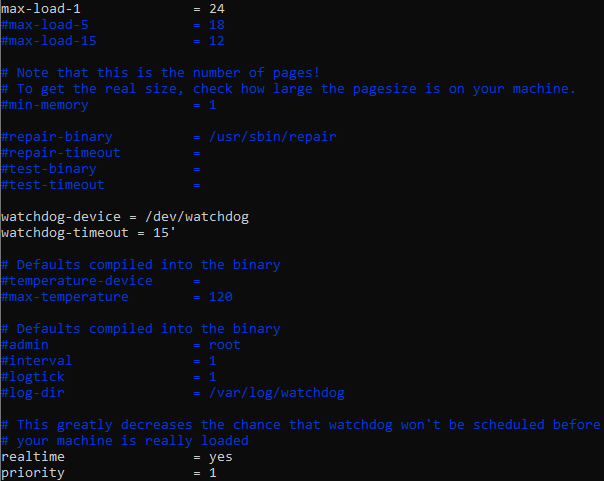 max-load-1 = 24
#max-load-5 = 18
#max-load-15 = 12
# Note that this is the number of pages!
# To get the real size, check how large the pagesize is on your machine.
#min-memory = 1
#repair-binary = /usr/sbin/repair
#repair-timeout =
#test-binary =
#test-timeout =
watchdog-device = /dev/watchdog
watchdog-timeout = 15'
# Defaults compiled into the binary
#temperature-device =
#max-temperature = 120
# Defaults compiled into the binary
#admin = root
#interval = 1
#logtick = 1
#log-dir = /var/log/watchdog
# This greatly decreases the chance that watchdog won't be scheduled before
# your machine is really loaded
realtime = yes
priority = 1